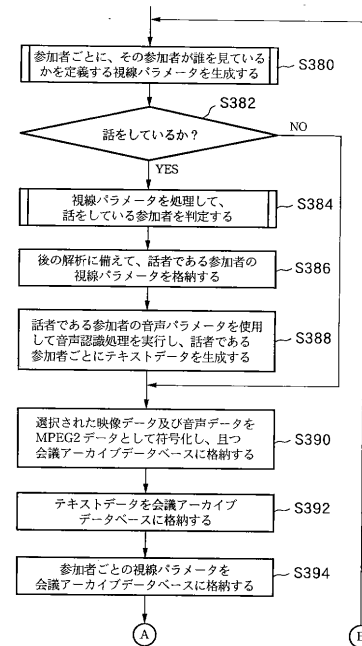 参加者ごとに、その参加者が誰を見ている
かを定義する視線パラメータを生成する
S380
S382
話をしているか？
NO
YES
視線パラメータを処理して、
話をしている参加者を判定する
S384
後の解析に備えて、話者である参加者の
視線パラメータを格納する
S386
話者である参加者の音声パラメータを使用
して音声認識処理を実行し、話者である
参加者ごとにテキストデータを生成する
S388
選択された映像データ及び音声データを
MPEG2データとして符号化し、且つ
会議アーカイブデータベースに格納する
S390
テキストデータを会議アーカイブ
データベースに格納する
S392
参加者ごとの視線パラメータを
会議アーカイブデータベースに格納する
S394
A